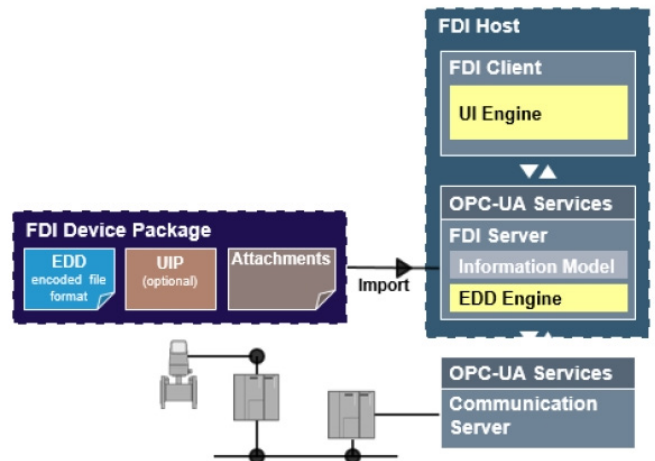 FDI Host
FDI Client
UI Engine
OPC-UA Services
FDI Server
Information Model
EDD Engine
FDI Device Package
EDD
encoded file
format
UIP
(optional)
Attachments
Import
OPC-UA Services
Communication
Server